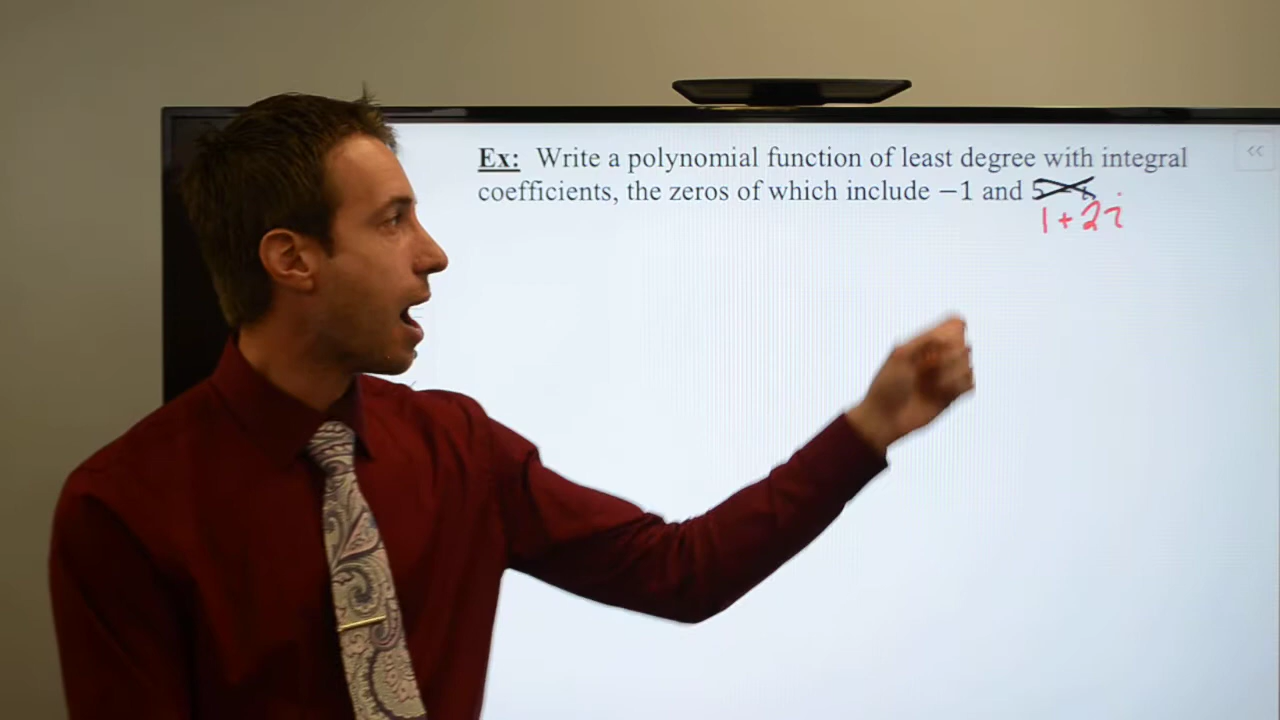 Ex: Write a polynomial function of least degree with integral
coefficients, the zeros of which include −1 and
1 + 2i